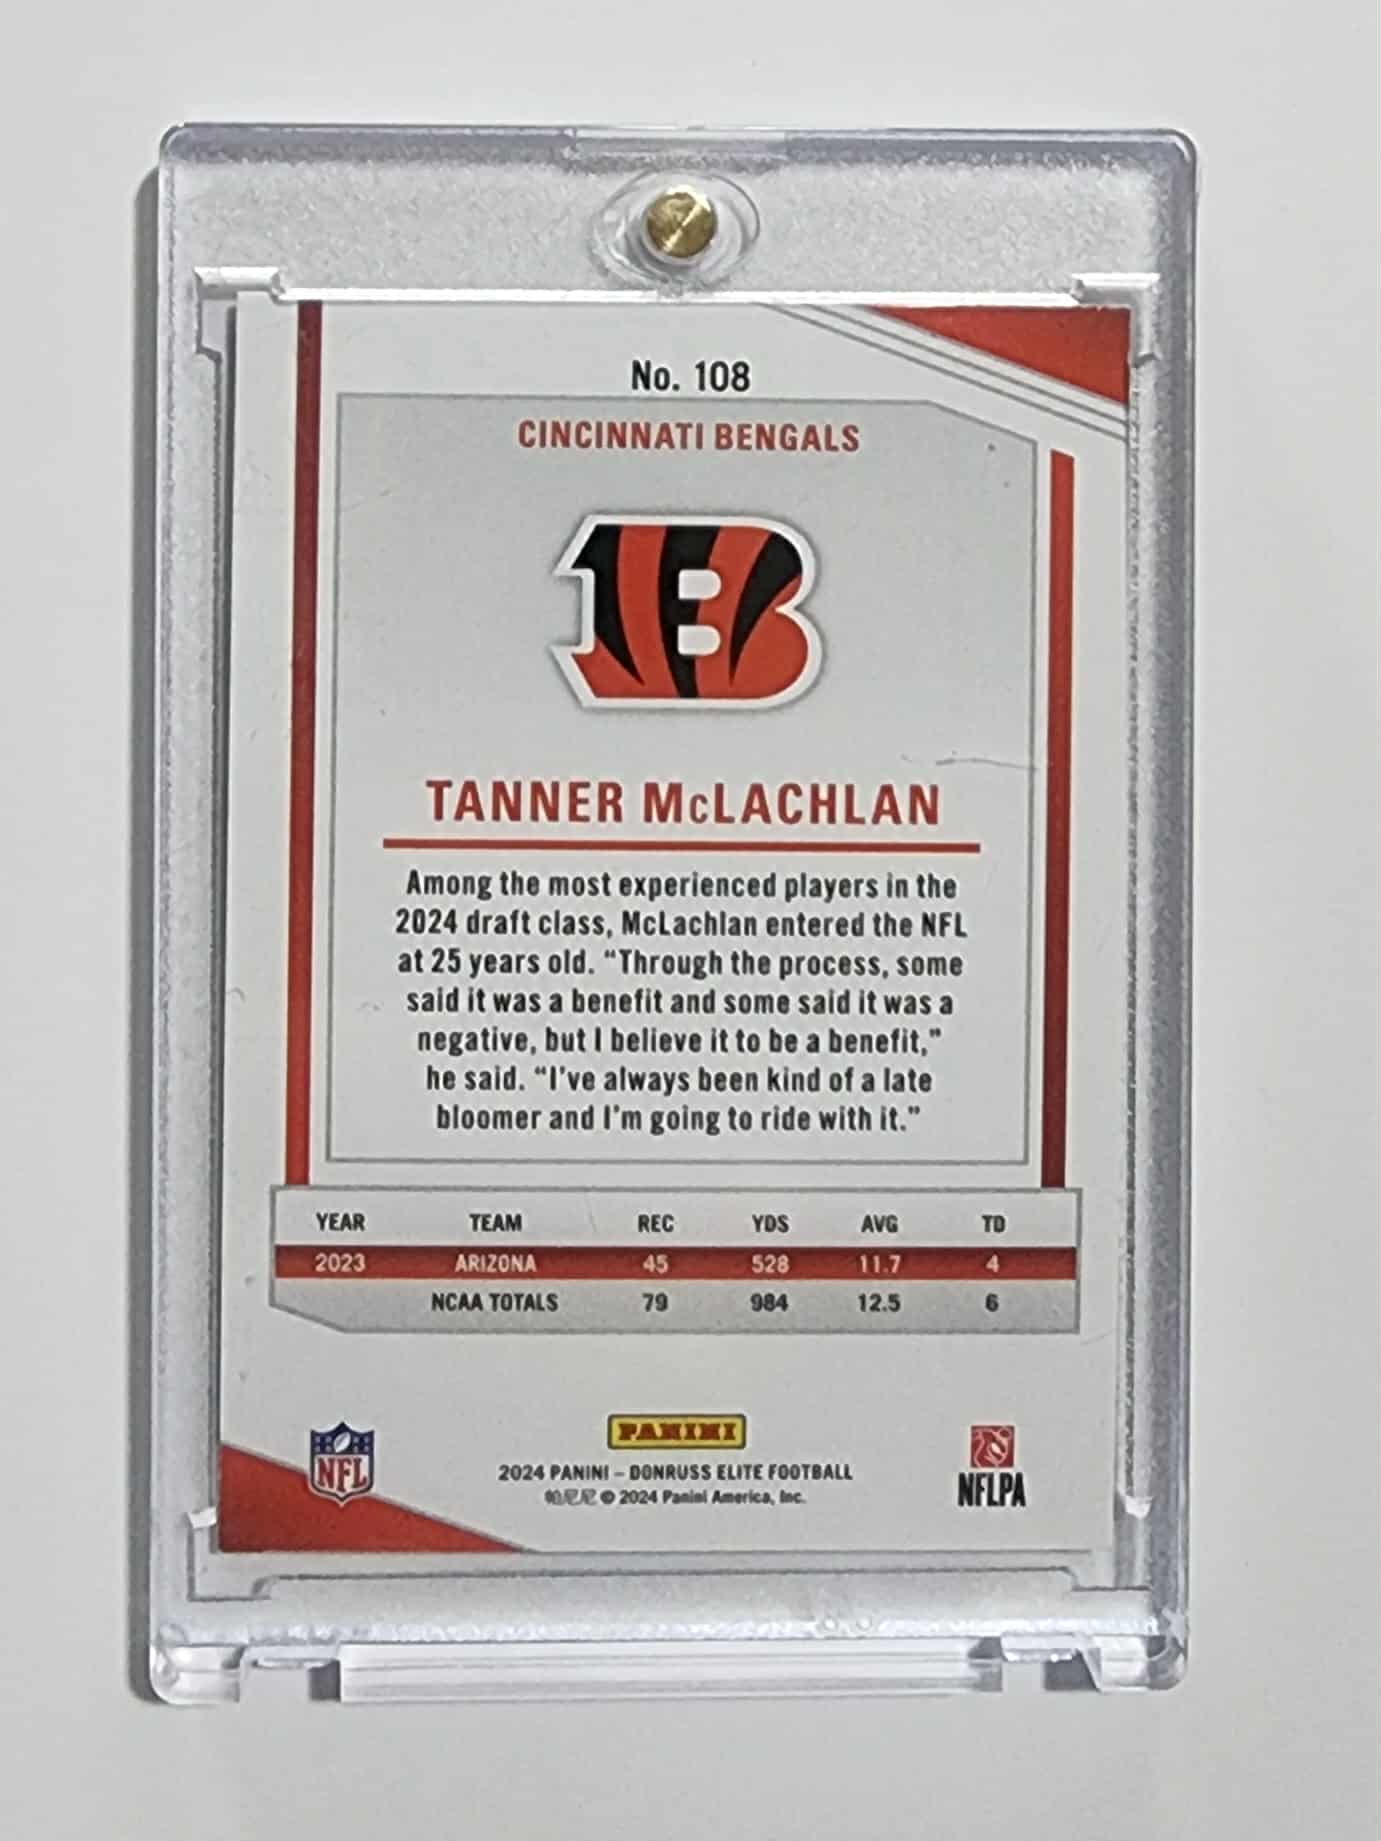 No. 108
CINCINNATI BENGALS
B
TANNER McLACHLAN
Among the most experienced players in the
2024 draft class, McLachlan entered the NFL
at 25 years old. “Through the process, some
said it was a benefit and some said it was a
negative, but I believe it to be a benefit,”
he said. “I’ve always been kind of a late
bloomer and I’m going to ride with it.”
YEAR TEAM REC YDS AVG TD
2023 ARIZONA 45 528 11.7 4
NCAA TOTALS 79 984 12.5 6
NFL
PANINI
2024 PANINI – DONRUSS ELITE FOOTBALL
帕尼尼 © 2024 Panini America, Inc.
NFLPA